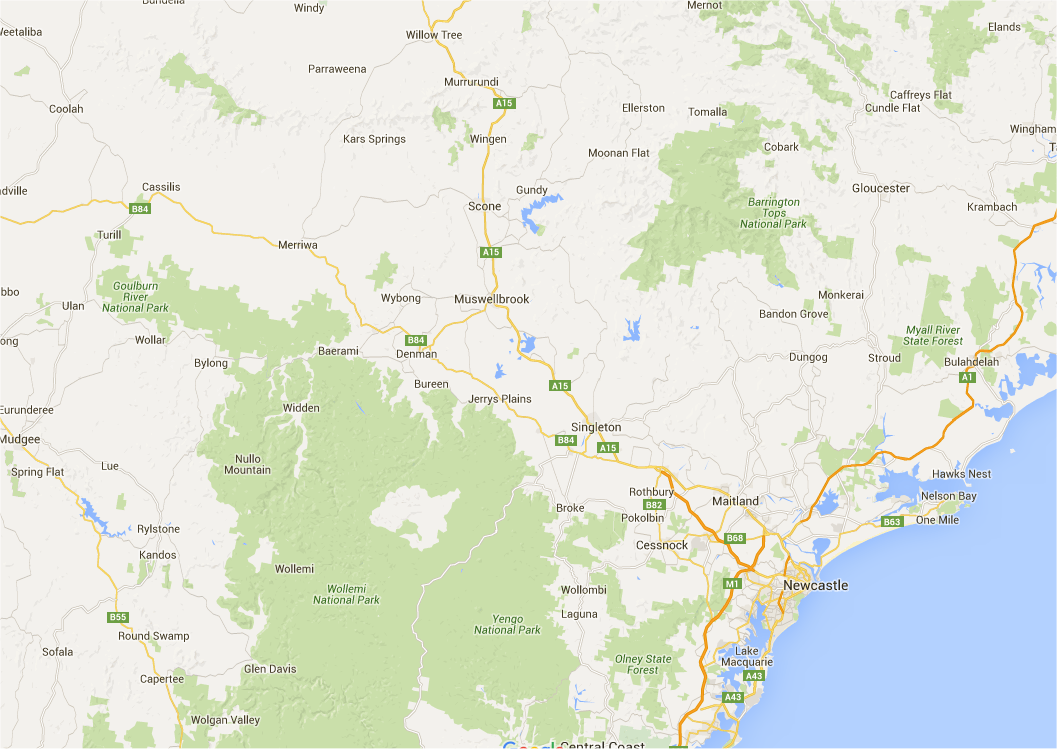 Bundella
Windy
Mernot
Elands
Weetaliba
Willow Tree
Parraweena
Murrurundi
A15
Caffreys Flat
Cundle Flat
Coolah
Ellerston
Tomalla
Wingham
Kars Springs
Wingen
Cobark
Moonan Flat
Cassilis
Gundy
Gloucester
B84
Scone
Barrington
Tops
National Park
Krambach
Turill
Merriwa
A15
Goulburn
River
National Park
Wybong
Muswellbrook
Monkerai
Ulan
Bandon Grove
Wollar
B84
Myall River
State Forest
Baerami
Denman
Dungog
Stroud
Bulahdelah
Bylong
A1
Bureen
A15
Jerrys Plains
Widden
Eurunderee
Singleton
Mudgee
B84
A15
Nullo
Mountain
Lue
Spring Flat
Hawks Nest
Rothbury
Maitland
Nelson Bay
B82
Broke
Pokolbin
One Mile
B63
Rylstone
B68
Cessnock
Kandos
Wollemi
M1
Newcastle
Wollemi
National Park
Wollombi
B55
Laguna
Yengo
National Park
Round Swamp
Sofala
Lake
Macquarie
Olney State
Forest
Glen Davis
A43
Capertee
A43
Wolgan Valley
Google
Central Coast